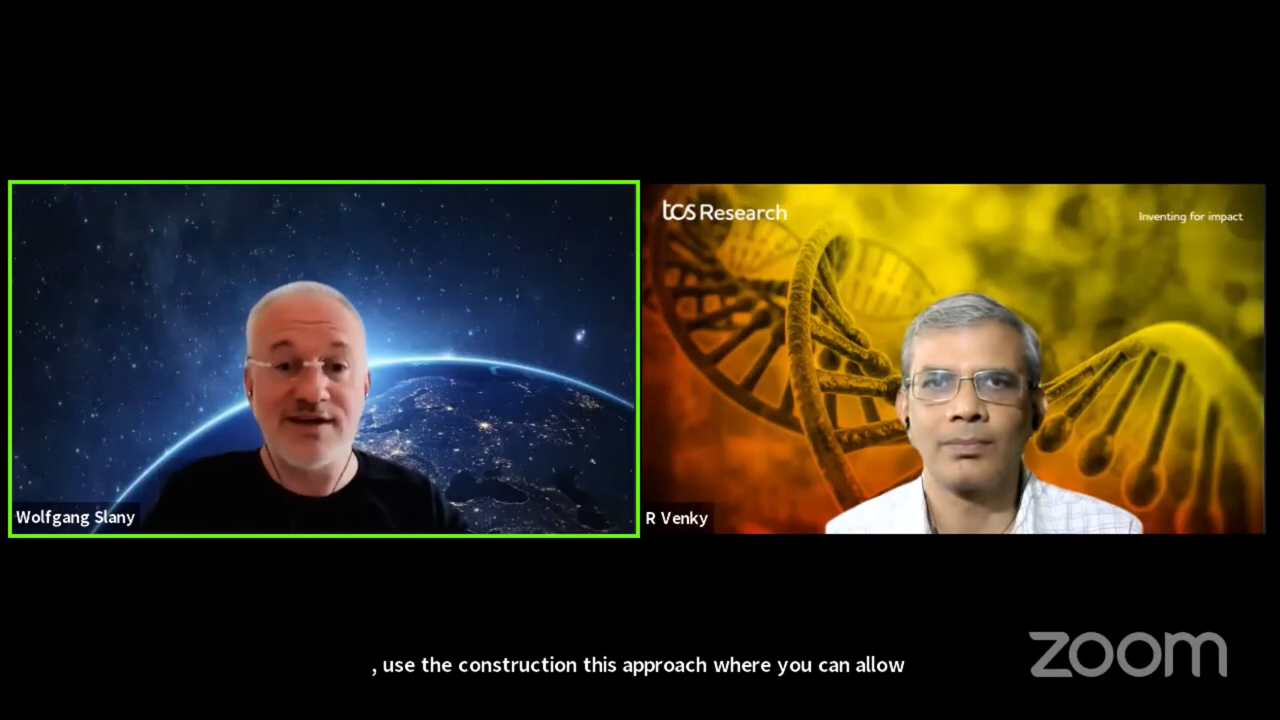 tcs Research
Inventing for impact
Wolfgang Slany
R Venky
, use the construction this approach where you can allow
zoom